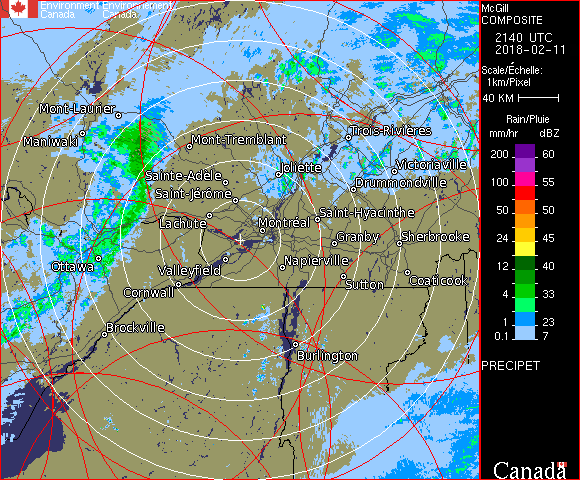 Environment Environnement
Canada Canada
McGill
COMPOSITE
2140 UTC
2018-02-11
Scale/Échelle:
1km/Pixel
40 KM
Rain/Pluie
mm/hr dBZ
200 60
100 55
50 50
24 45
12 40
4 33
1 23
0.1 7
PRECIPET
Canada
Mont-Laurier
Maniwaki
Mont-Tremblant
Trois-Rivières
Sainte-Adèle
Joliette
Victoriaville
Saint-Jérôme
Drummondville
Lachute
Montréal
Saint-Hyacinthe
Granby
Sherbrooke
Ottawa
Valleyfield
Napierville
Cornwall
Sutton
Coaticook
Brockville
Burlington